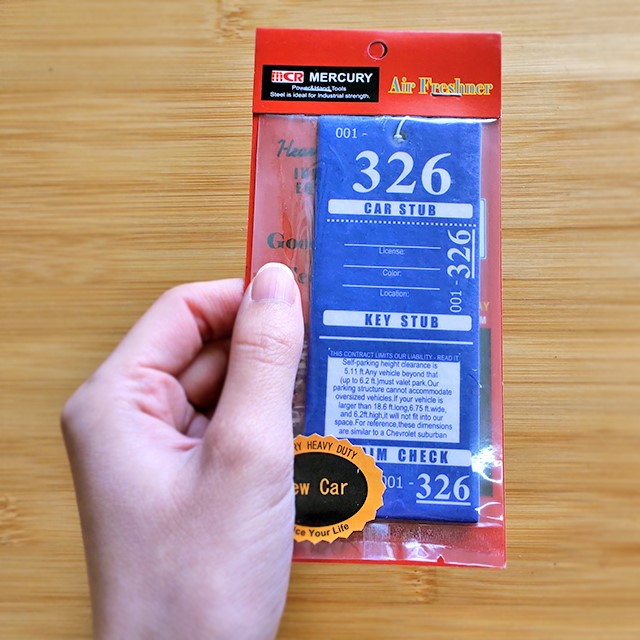 MCR MERCURY
Power&Hand Tools
Steel is ideal for Industrial strength.
Air Freshner
001 -
326
CAR STUB
License:
Color:
Location:
001 - 326
KEY STUB
THIS CONTRACT LIMITS OUR LIABILITY - READ IT
Self-parking height clearance is
5.11 ft.Any vehicle beyond that
(up to 6.2 ft.)must valet park.Our
parking structure cannot accommodate
oversized vehicles.If your vehicle is
larger than 18.6 ft.long,6.75 ft.wide,
and 6.2ft.high,it will not fit into our
space.For reference,these dimensions
are similar to a Chevrolet suburban
CHECK
001 - 326
HEAVY DUTY
Car
Your Life